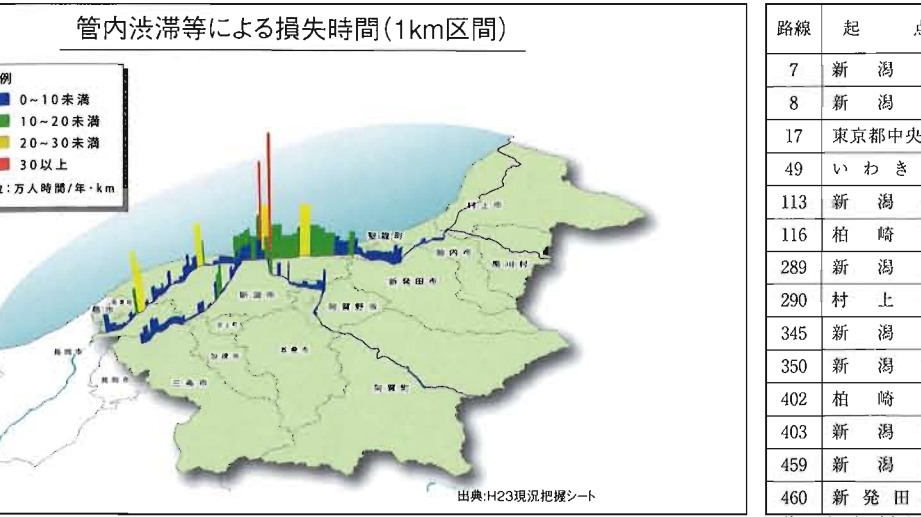 管内渋滞等による損失時間(1km区間)
例
0~10未満
10~20未満
20~30未満
30以上
:万人時間/年・km
村上市
聖籠町
胎内市
関川村
新発田市
新潟市
阿賀野市
五泉市
三条市
阿賀町
長岡市
出典:H23現況把握シート
路線 起 点
7 新潟
8 新潟
17 東京都中央
49 いわき
113 新潟
116 柏崎
289 新潟
290 村上
345 新潟
350 新潟
402 柏崎
403 新潟
459 新潟
460 新発田